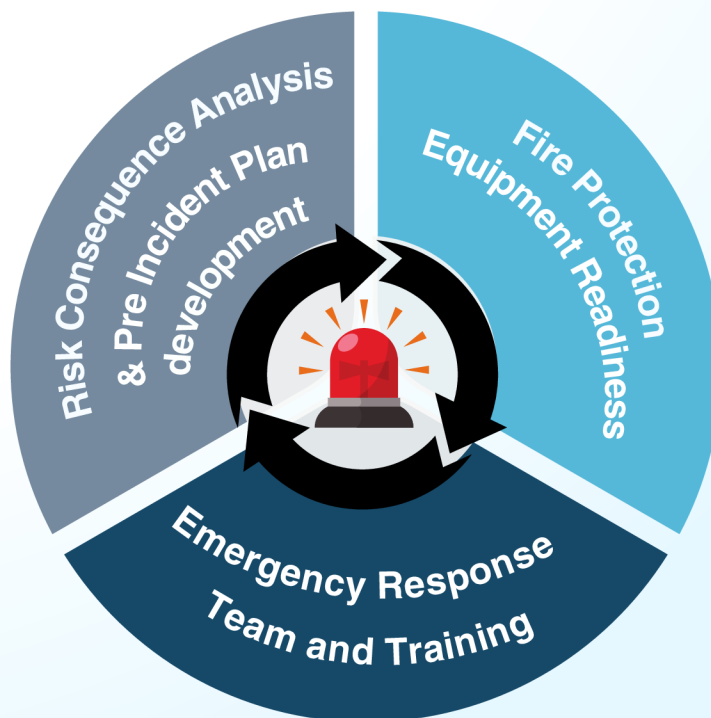 Risk Consequence Analysis
& Pre Incident Plan
development
Fire Protection
Equipment Readiness
Emergency Response
Team and Training